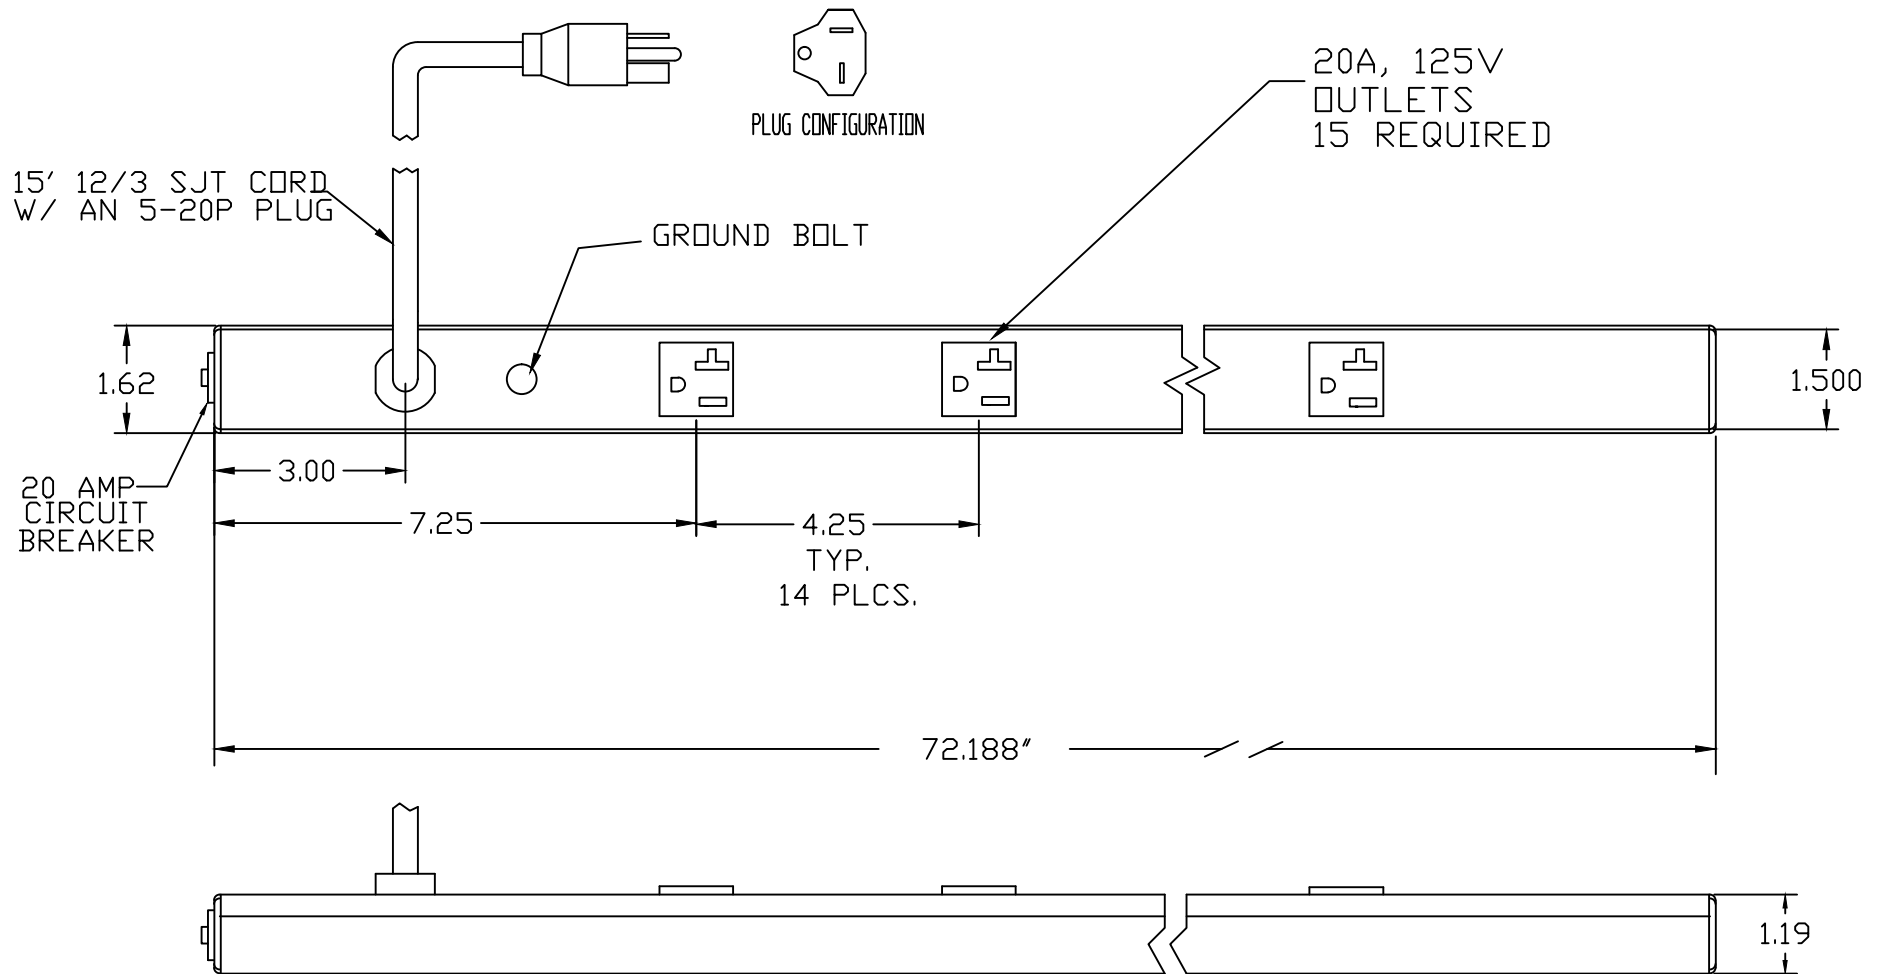 20A, 125V
OUTLETS
15 REQUIRED
PLUG CONFIGURATION
15' 12/3 SJT CORD
W/ AN 5-20P PLUG
GROUND BOLT
1.62
1.500
3.00
20 AMP
CIRCUIT
BREAKER
7.25
4.25
TYP.
14 PLCS.
72.188"
1.19